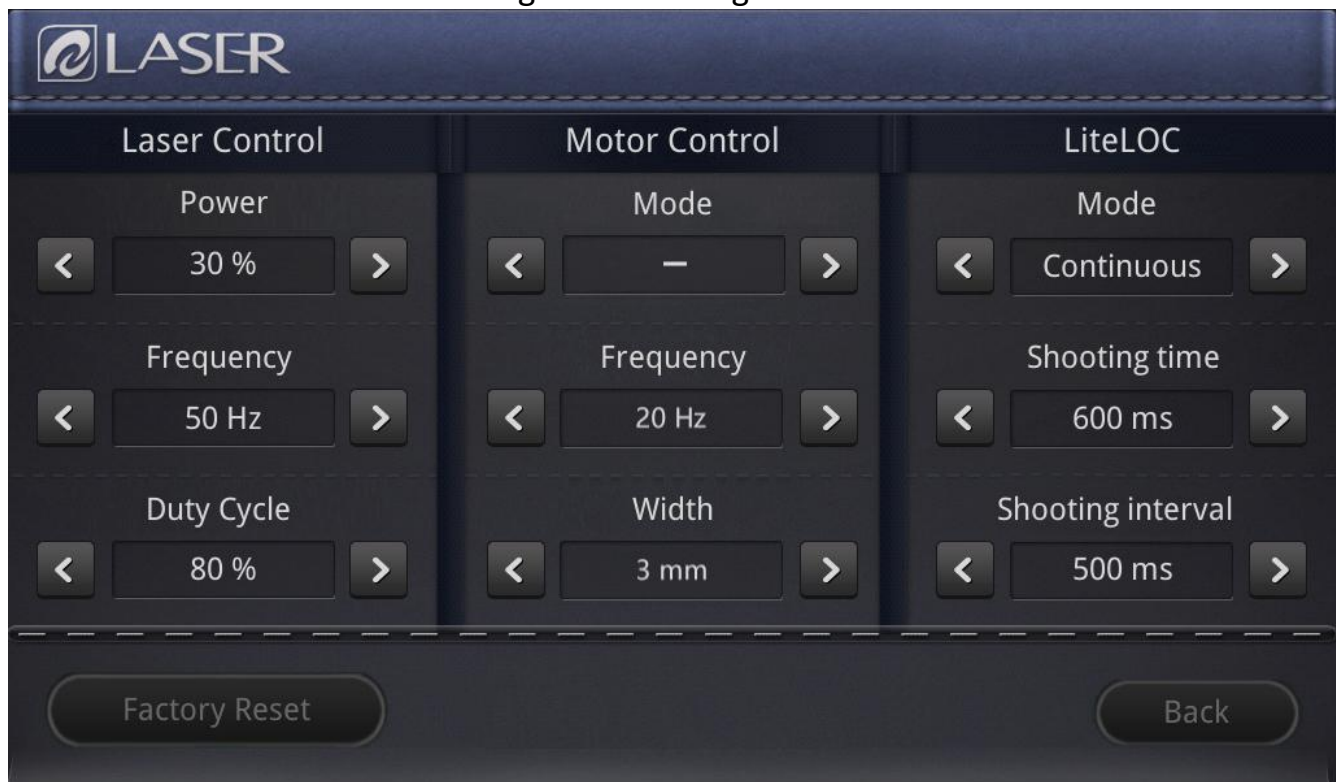 LASER
Laser Control
Motor Control
LiteLOC
Power
Mode
Mode
30 %
–
Continuous
Frequency
Frequency
Shooting time
50 Hz
20 Hz
600 ms
Duty Cycle
Width
Shooting interval
80 %
3 mm
500 ms
Factory Reset
Back